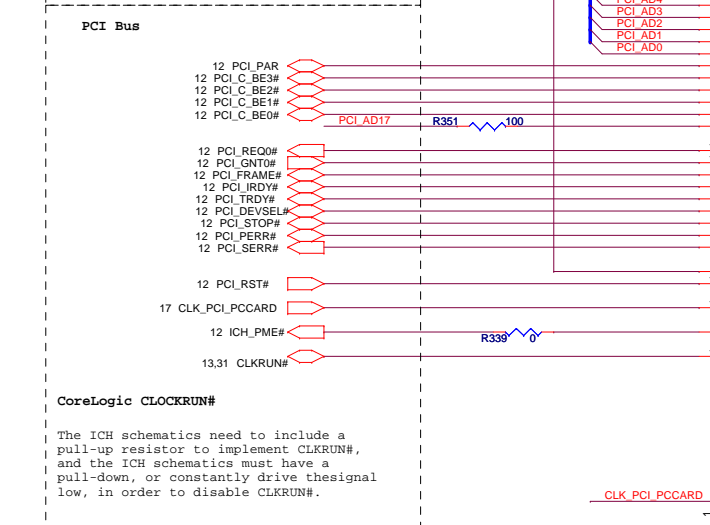 PCI_AD4
PCI_AD3
PCI_AD2
PCI_AD1
PCI_AD0
PCI Bus
12 PCI_PAR
12 PCI_C_BE3#
12 PCI_C_BE2#
12 PCI_C_BE1#
12 PCI_C_BE0#
PCI_AD17
R351
100
12 PCI_REQ0#
12 PCI_GNT0#
12 PCI_FRAME#
12 PCI_IRDY#
12 PCI_TRDY#
12 PCI_DEVSEL#
12 PCI_STOP#
12 PCI_PERR#
12 PCI_SERR#
12 PCI_RST#
17 CLK_PCI_PCCARD
12 ICH_PME#
R339
0
13,31 CLKRUN#
CoreLogic CLOCKRUN#
The ICH schematics need to include a
pull-up resistor to implement CLKRUN#,
and the ICH schematics must have a
pull-down, or constantly drive thesignal
low, in order to disable CLKRUN#.
CLK_PCI_PCCARD